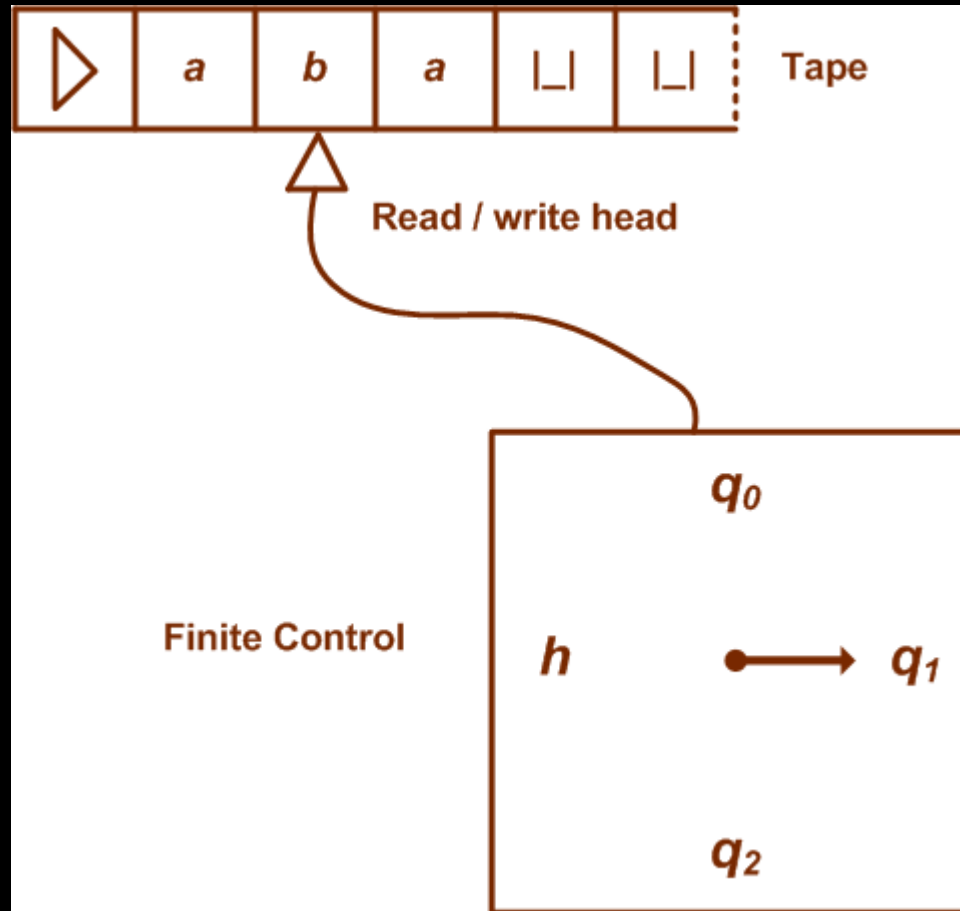 a b a |_| |_| Tape
Read / write head
q0
Finite Control h q1
q2